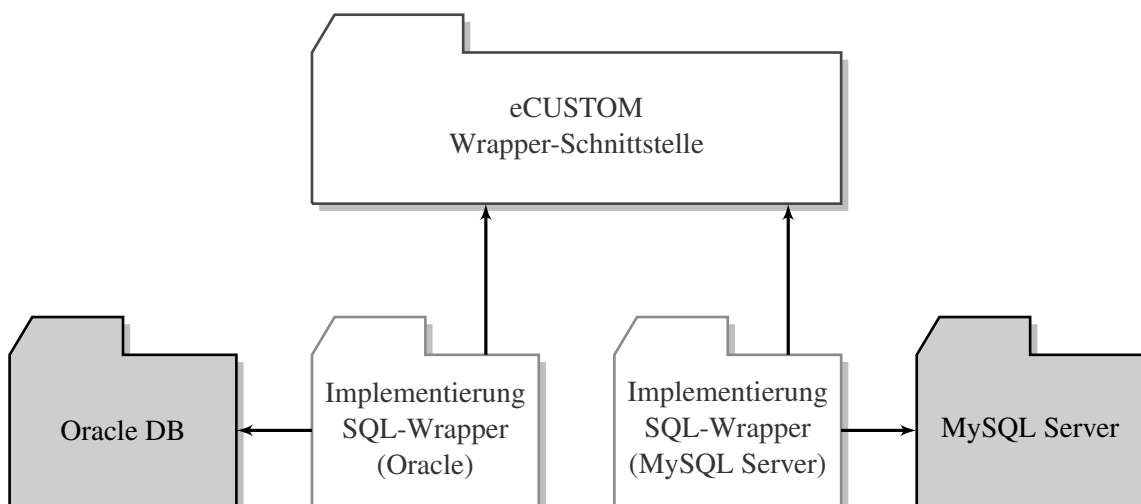 eCUSTOM
Wrapper-Schnittstelle
Oracle DB
Implementierung
SQL-Wrapper
(Oracle)
Implementierung
SQL-Wrapper
(MySQL Server)
MySQL Server